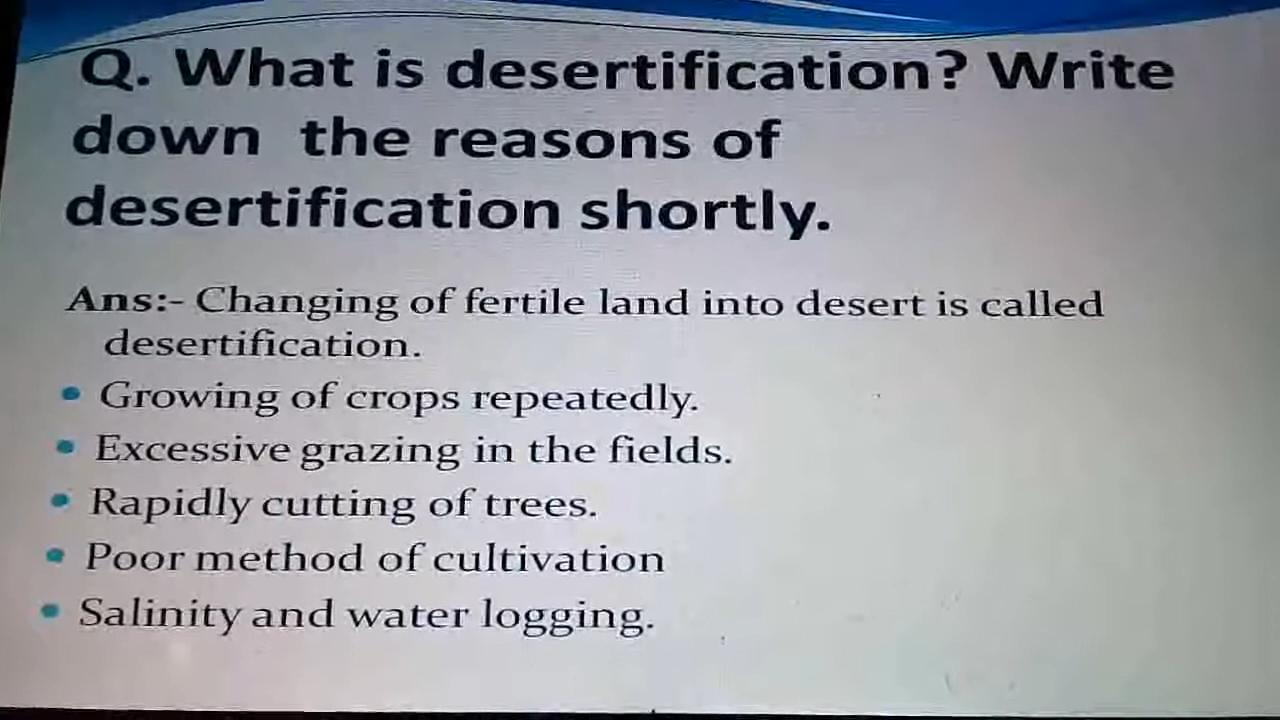 Q. What is desertification? Write
down the reasons of
desertification shortly.
Ans:- Changing of fertile land into desert is called
desertification.
• Growing of crops repeatedly.
• Excessive grazing in the fields.
• Rapidly cutting of trees.
• Poor method of cultivation
• Salinity and water logging.